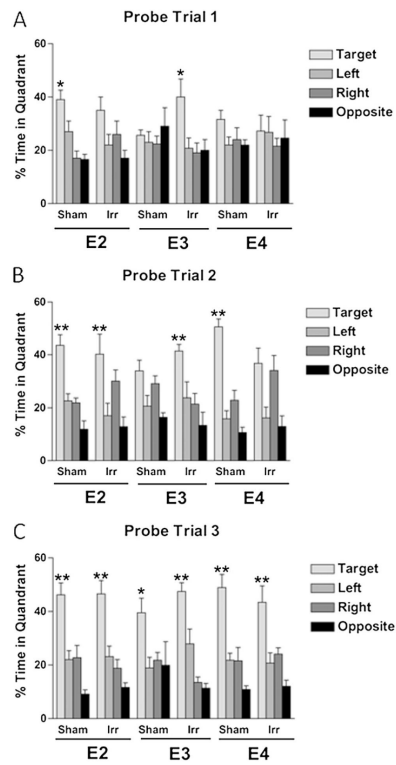 A
Probe Trial 1
% Time in Quadrant
60
40
20
0
*
*
Target
Left
Right
Opposite
Sham Irr Sham Irr Sham Irr
E2 E3 E4
B
Probe Trial 2
% Time in Quadrant
60
40
20
0
** ** ** **
Target
Left
Right
Opposite
Sham Irr Sham Irr Sham Irr
E2 E3 E4
C
Probe Trial 3
% Time in Quandrant
60
40
20
0
** ** * ** ** **
Target
Left
Right
Opposite
Sham Irr Sham Irr Sham Irr
E2 E3 E4